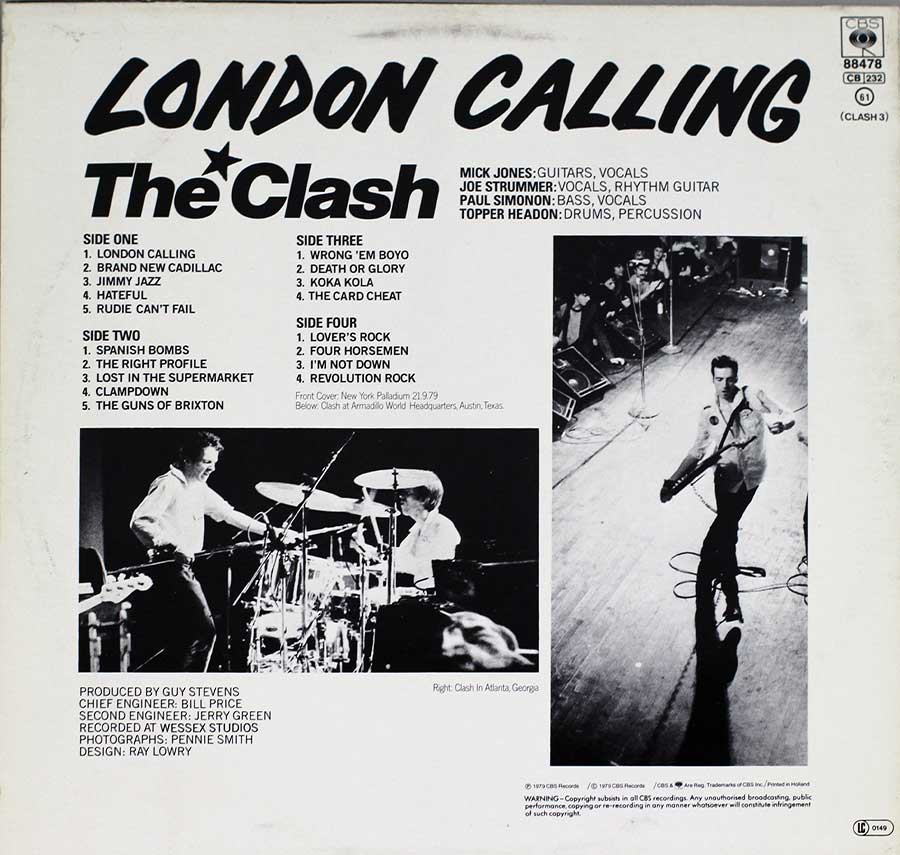 CBS
88478
CB 232
61
(CLASH 3)
LONDON CALLING
The Clash
MICK JONES: GUITARS, VOCALS
JOE STRUMMER: VOCALS, RHYTHM GUITAR
PAUL SIMONON: BASS, VOCALS
TOPPER HEADON: DRUMS, PERCUSSION
SIDE ONE
1. LONDON CALLING
2. BRAND NEW CADILLAC
3. JIMMY JAZZ
4. HATEFUL
5. RUDIE CAN'T FAIL
SIDE TWO
1. SPANISH BOMBS
2. THE RIGHT PROFILE
3. LOST IN THE SUPERMARKET
4. CLAMPDOWN
5. THE GUNS OF BRIXTON
SIDE THREE
1. WRONG 'EM BOYO
2. DEATH OR GLORY
3. KOKA KOLA
4. THE CARD CHEAT
SIDE FOUR
1. LOVER'S ROCK
2. FOUR HORSEMEN
3. I'M NOT DOWN
4. REVOLUTION ROCK
Front Cover: New York Palladium 21.9.79
Below: Clash at Armadillo World Headquarters, Austin, Texas.
Right: Clash In Atlanta, Georgia
PRODUCED BY GUY STEVENS
CHIEF ENGINEER: BILL PRICE
SECOND ENGINEER: JERRY GREEN
RECORDED AT WESSEX STUDIOS
PHOTOGRAPHS: PENNIE SMITH
DESIGN: RAY LOWRY
℗ 1979 CBS Records / © 1979 CBS Records / CBS & Are Reg. Trademarks of CBS Inc. / Printed in Holland
WARNING – Copyright subsists in all CBS recordings. Any unauthorised broadcasting, public
performance, copying or re-recording in any manner whatsoever will constitute infringement
of such copyright.
LC 0149